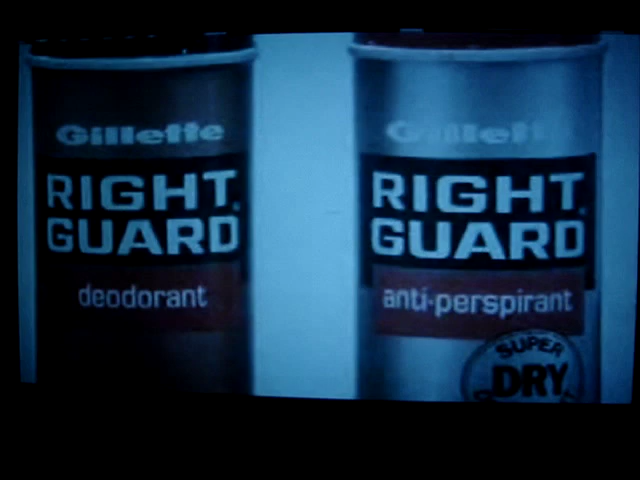 Gillette
RIGHT
GUARD
deodorant
Gillette
RIGHT
GUARD
anti-perspirant
SUPER
DRY